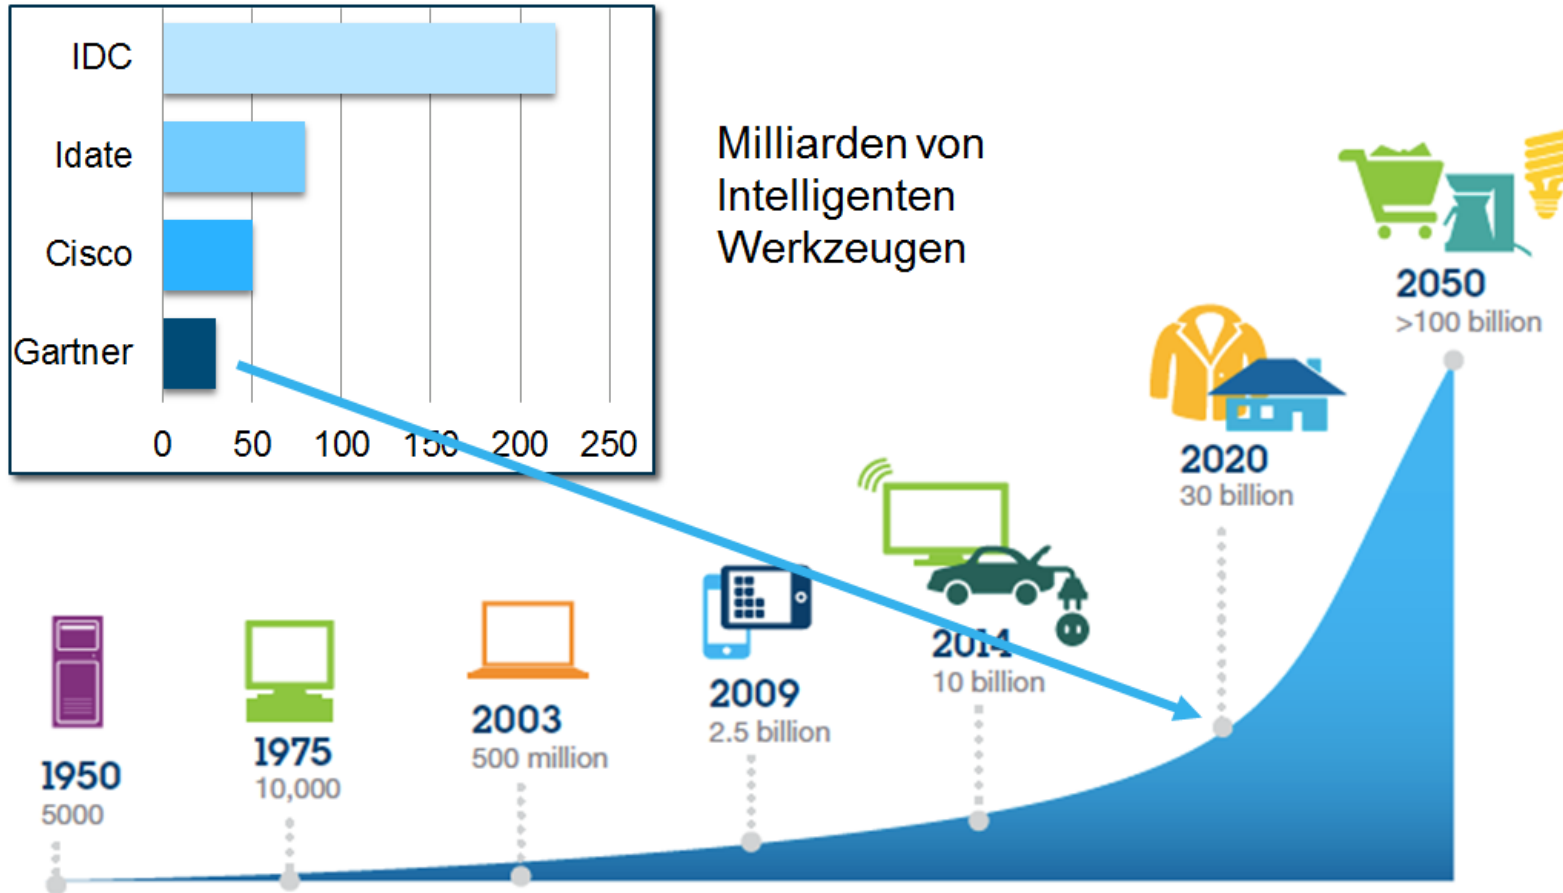 IDC
Idate
Cisco
Gartner
0 50 100 150 200 250
Milliarden von
Intelligenten
Werkzeugen
1950
5000
1975
10,000
2003
500 million
2009
2.5 billion
2014
10 billion
2020
30 billion
2050
>100 billion